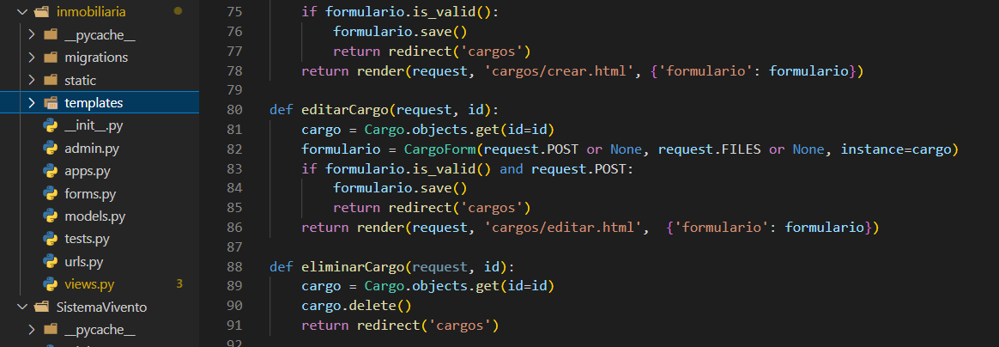 inmobiliaria
__pycache__
migrations
static
templates
__init__.py
admin.py
apps.py
forms.py
models.py
tests.py
urls.py
views.py 3
SistemaVivento
__pycache__
75 if formulario.is_valid():
76 formulario.save()
77 return redirect('cargos')
78 return render(request, 'cargos/crear.html', {'formulario': formulario})
79
80 def editarCargo(request, id):
81 cargo = Cargo.objects.get(id=id)
82 formulario = CargoForm(request.POST or None, request.FILES or None, instance=cargo)
83 if formulario.is_valid() and request.POST:
84 formulario.save()
85 return redirect('cargos')
86 return render(request, 'cargos/editar.html',  {'formulario': formulario})
87
88 def eliminarCargo(request, id):
89 cargo = Cargo.objects.get(id=id)
90 cargo.delete()
91 return redirect('cargos')
92